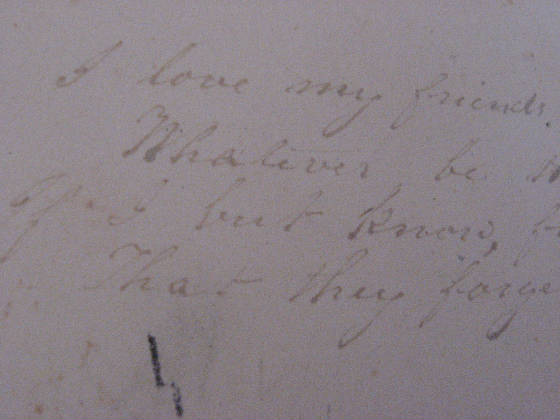 I love my friends.
Whatever be
If I but know,
That they forge